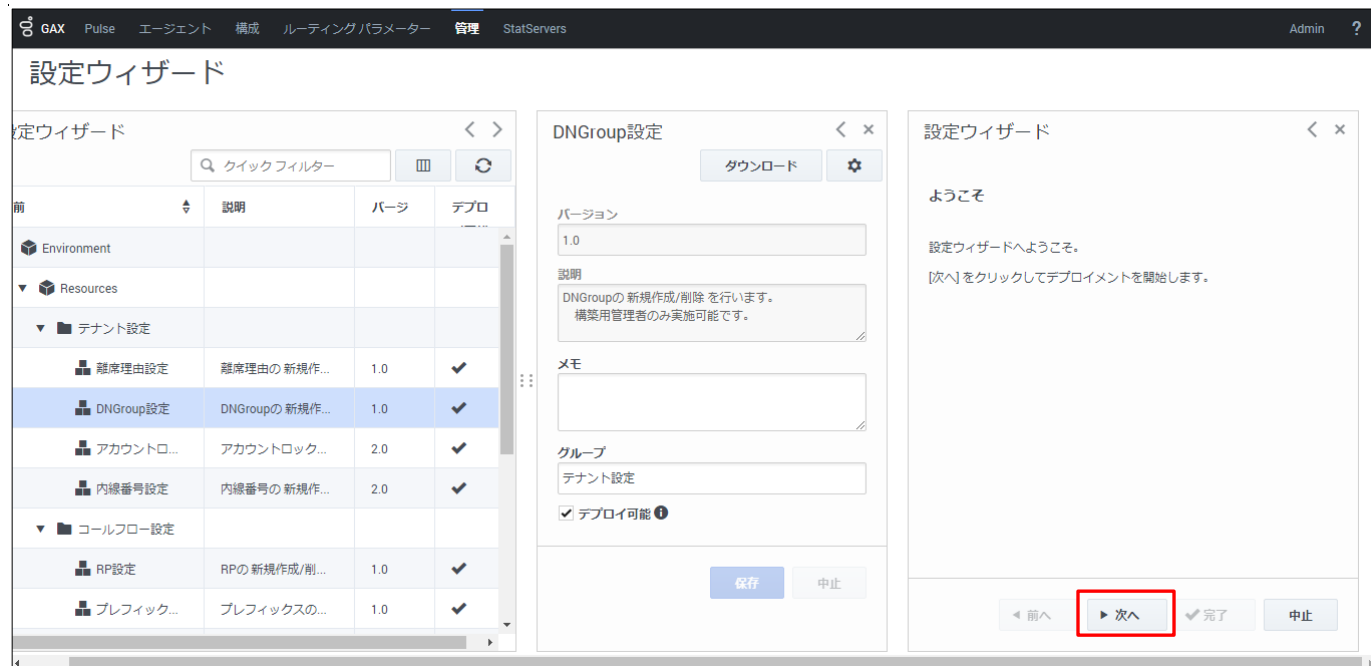 GAX Pulse エージェント 構成 ルーティング パラメーター 管理 StatServers Admin ?
設定ウィザード
定ウィザード
クイック フィルター
前 説明 バージ デプロ
Environment
Resources
テナント設定
離席理由設定 離席理由の 新規作... 1.0
DNGroup設定 DNGroupの 新規作... 1.0
アカウントロ... アカウントロック... 2.0
内線番号設定 内線番号の 新規作... 2.0
コールフロー設定
RP設定 RPの 新規作成/削... 1.0
プレフィック... プレフィックスの... 1.0
DNGroup設定
ダウンロード
バージョン
1.0
説明
DNGroupの 新規作成/削除 を行います。
構築用管理者のみ実施可能です。
メモ
グループ
テナント設定
デプロイ可能
保存 中止
設定ウィザード
ようこそ
設定ウィザードへようこそ。
[次へ] をクリックしてデプロイメントを開始します。
前へ 次へ 完了 中止